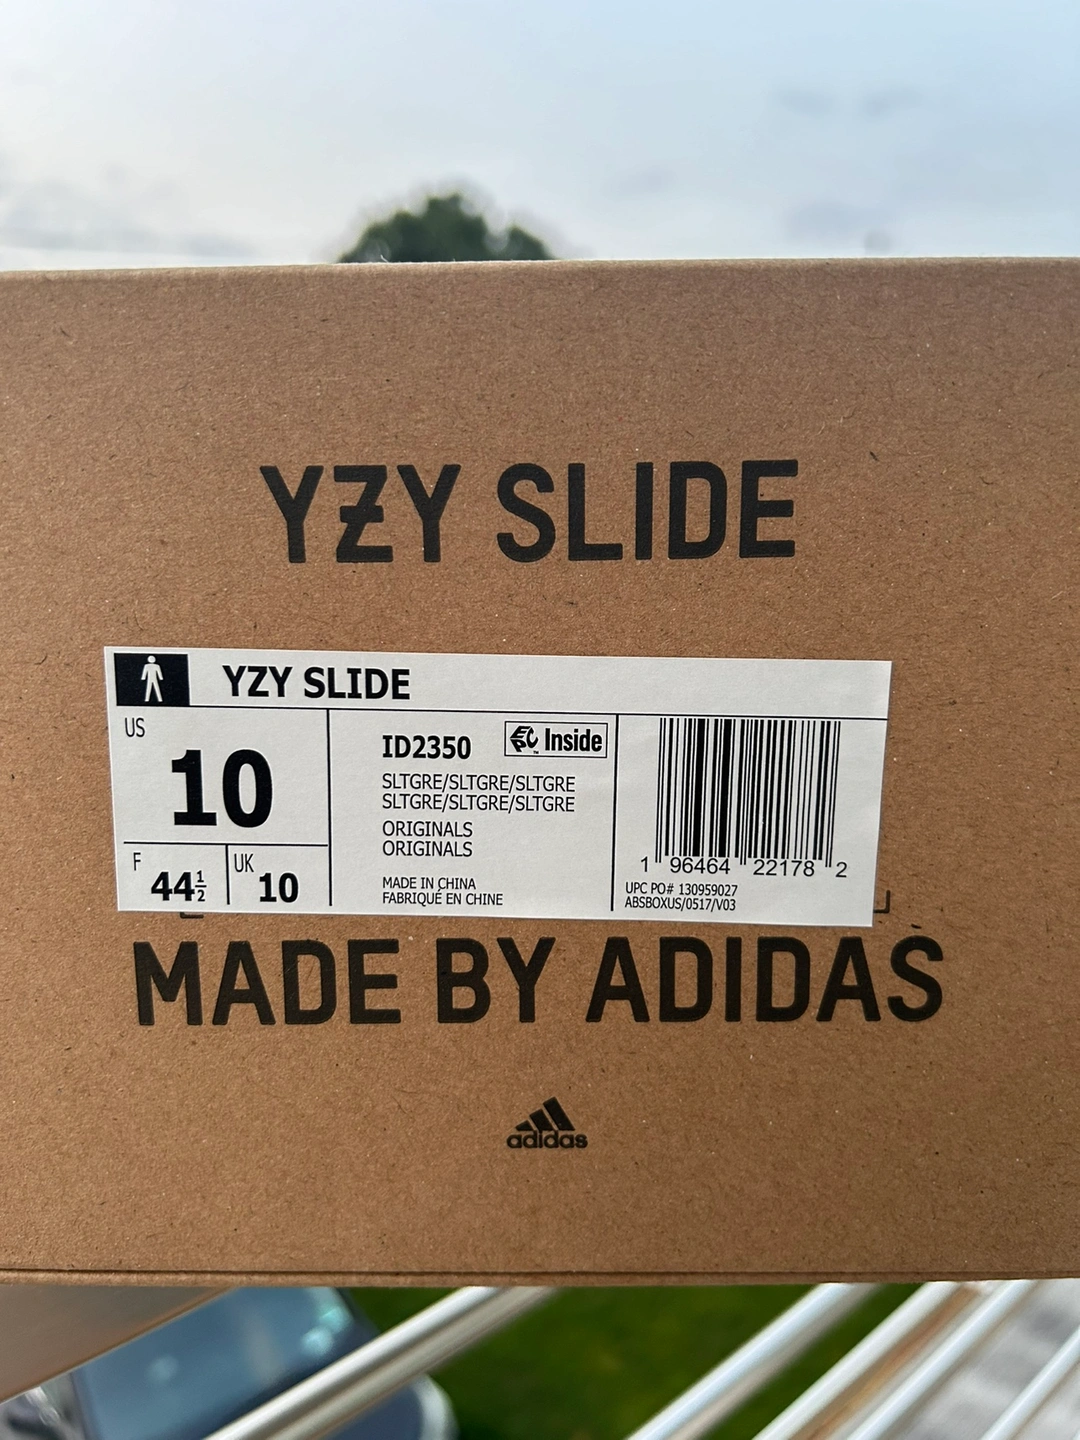 YZY SLIDE
YZY SLIDE
US
10
F
44½
UK
10
ID2350
EPC Inside
™
SLTGRE/SLTGRE/SLTGRE
SLTGRE/SLTGRE/SLTGRE
ORIGINALS
ORIGINALS
MADE IN CHINA
FABRIQUÉ EN CHINE
1 96464 22178 2
UPC PO# 130959027
ABSBOXUS/0517/V03
MADE BY ADIDAS
adidas